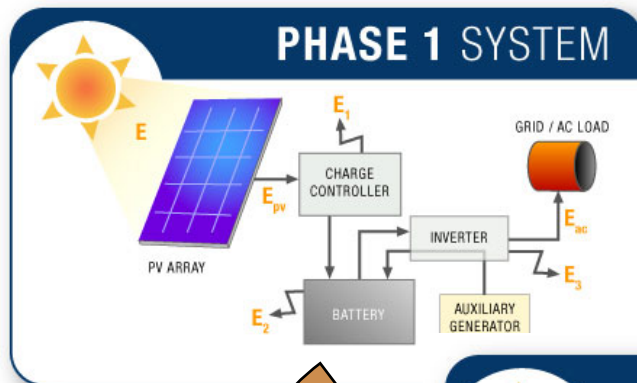 PHASE 1 SYSTEM
E
E1
GRID / AC LOAD
CHARGE
CONTROLLER
Epv
Eac
INVERTER
PV ARRAY
E3
BATTERY
E2
AUXILIARY
GENERATOR